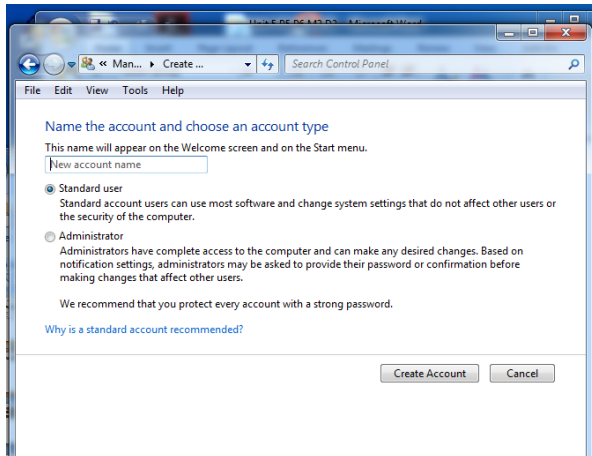 Unit 5 P5 P6 M2 D2 - Microsoft Word
« Man... ▸ Create ...
Search Control Panel
File Edit View Tools Help
Name the account and choose an account type
This name will appear on the Welcome screen and on the Start menu.
New account name
Standard user
Standard account users can use most software and change system settings that do not affect other users or
the security of the computer.
Administrator
Administrators have complete access to the computer and can make any desired changes. Based on
notification settings, administrators may be asked to provide their password or confirmation before
making changes that affect other users.
We recommend that you protect every account with a strong password.
Why is a standard account recommended?
Create Account Cancel